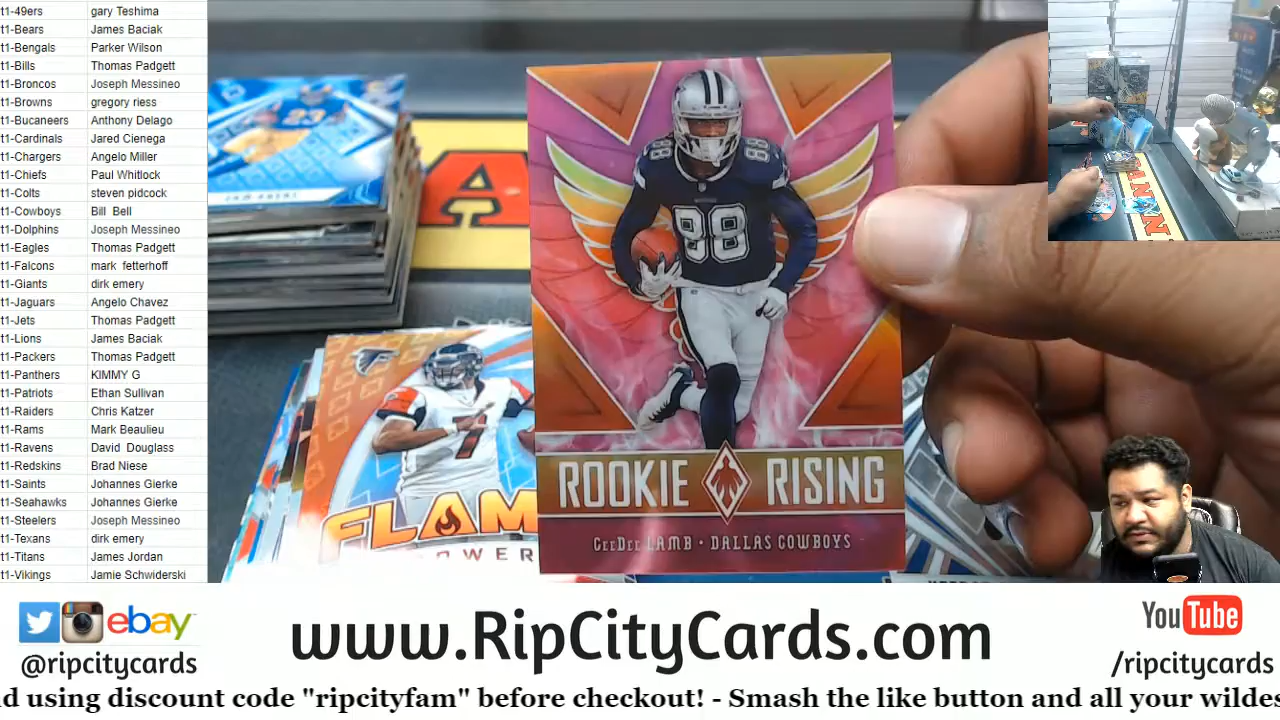 t1-49ers gary Teshima
t1-Bears James Baciak
t1-Bengals Parker Wilson
t1-Bills Thomas Padgett
t1-Broncos Joseph Messineo
t1-Browns gregory riess
t1-Bucaneers Anthony Delago
t1-Cardinals Jared Cienega
t1-Chargers Angelo Miller
t1-Chiefs Paul Whitlock
t1-Colts steven pidcock
t1-Cowboys Bill Bell
t1-Dolphins Joseph Messineo
t1-Eagles Thomas Padgett
t1-Falcons mark fetterhoff
t1-Giants dirk emery
t1-Jaguars Angelo Chavez
t1-Jets Thomas Padgett
t1-Lions James Baciak
t1-Packers Thomas Padgett
t1-Panthers KIMMY G
t1-Patriots Ethan Sullivan
t1-Raiders Chris Katzer
t1-Rams Mark Beaulieu
t1-Ravens David Douglass
t1-Redskins Brad Niese
t1-Saints Johannes Gierke
t1-Seahawks Johannes Gierke
t1-Steelers Joseph Messineo
t1-Texans dirk emery
t1-Titans James Jordan
t1-Vikings Jamie Schwiderski
23
88 88
88
7
FLAM
POWER
ROOKIE RISING
CeeDee LAMB • DALLAS COWBOYS
ebay
@ripcitycards
www.RipCityCards.com
YouTube
/ripcitycards
d using discount code "ripcityfam" before checkout! - Smash the like button and all your wildes